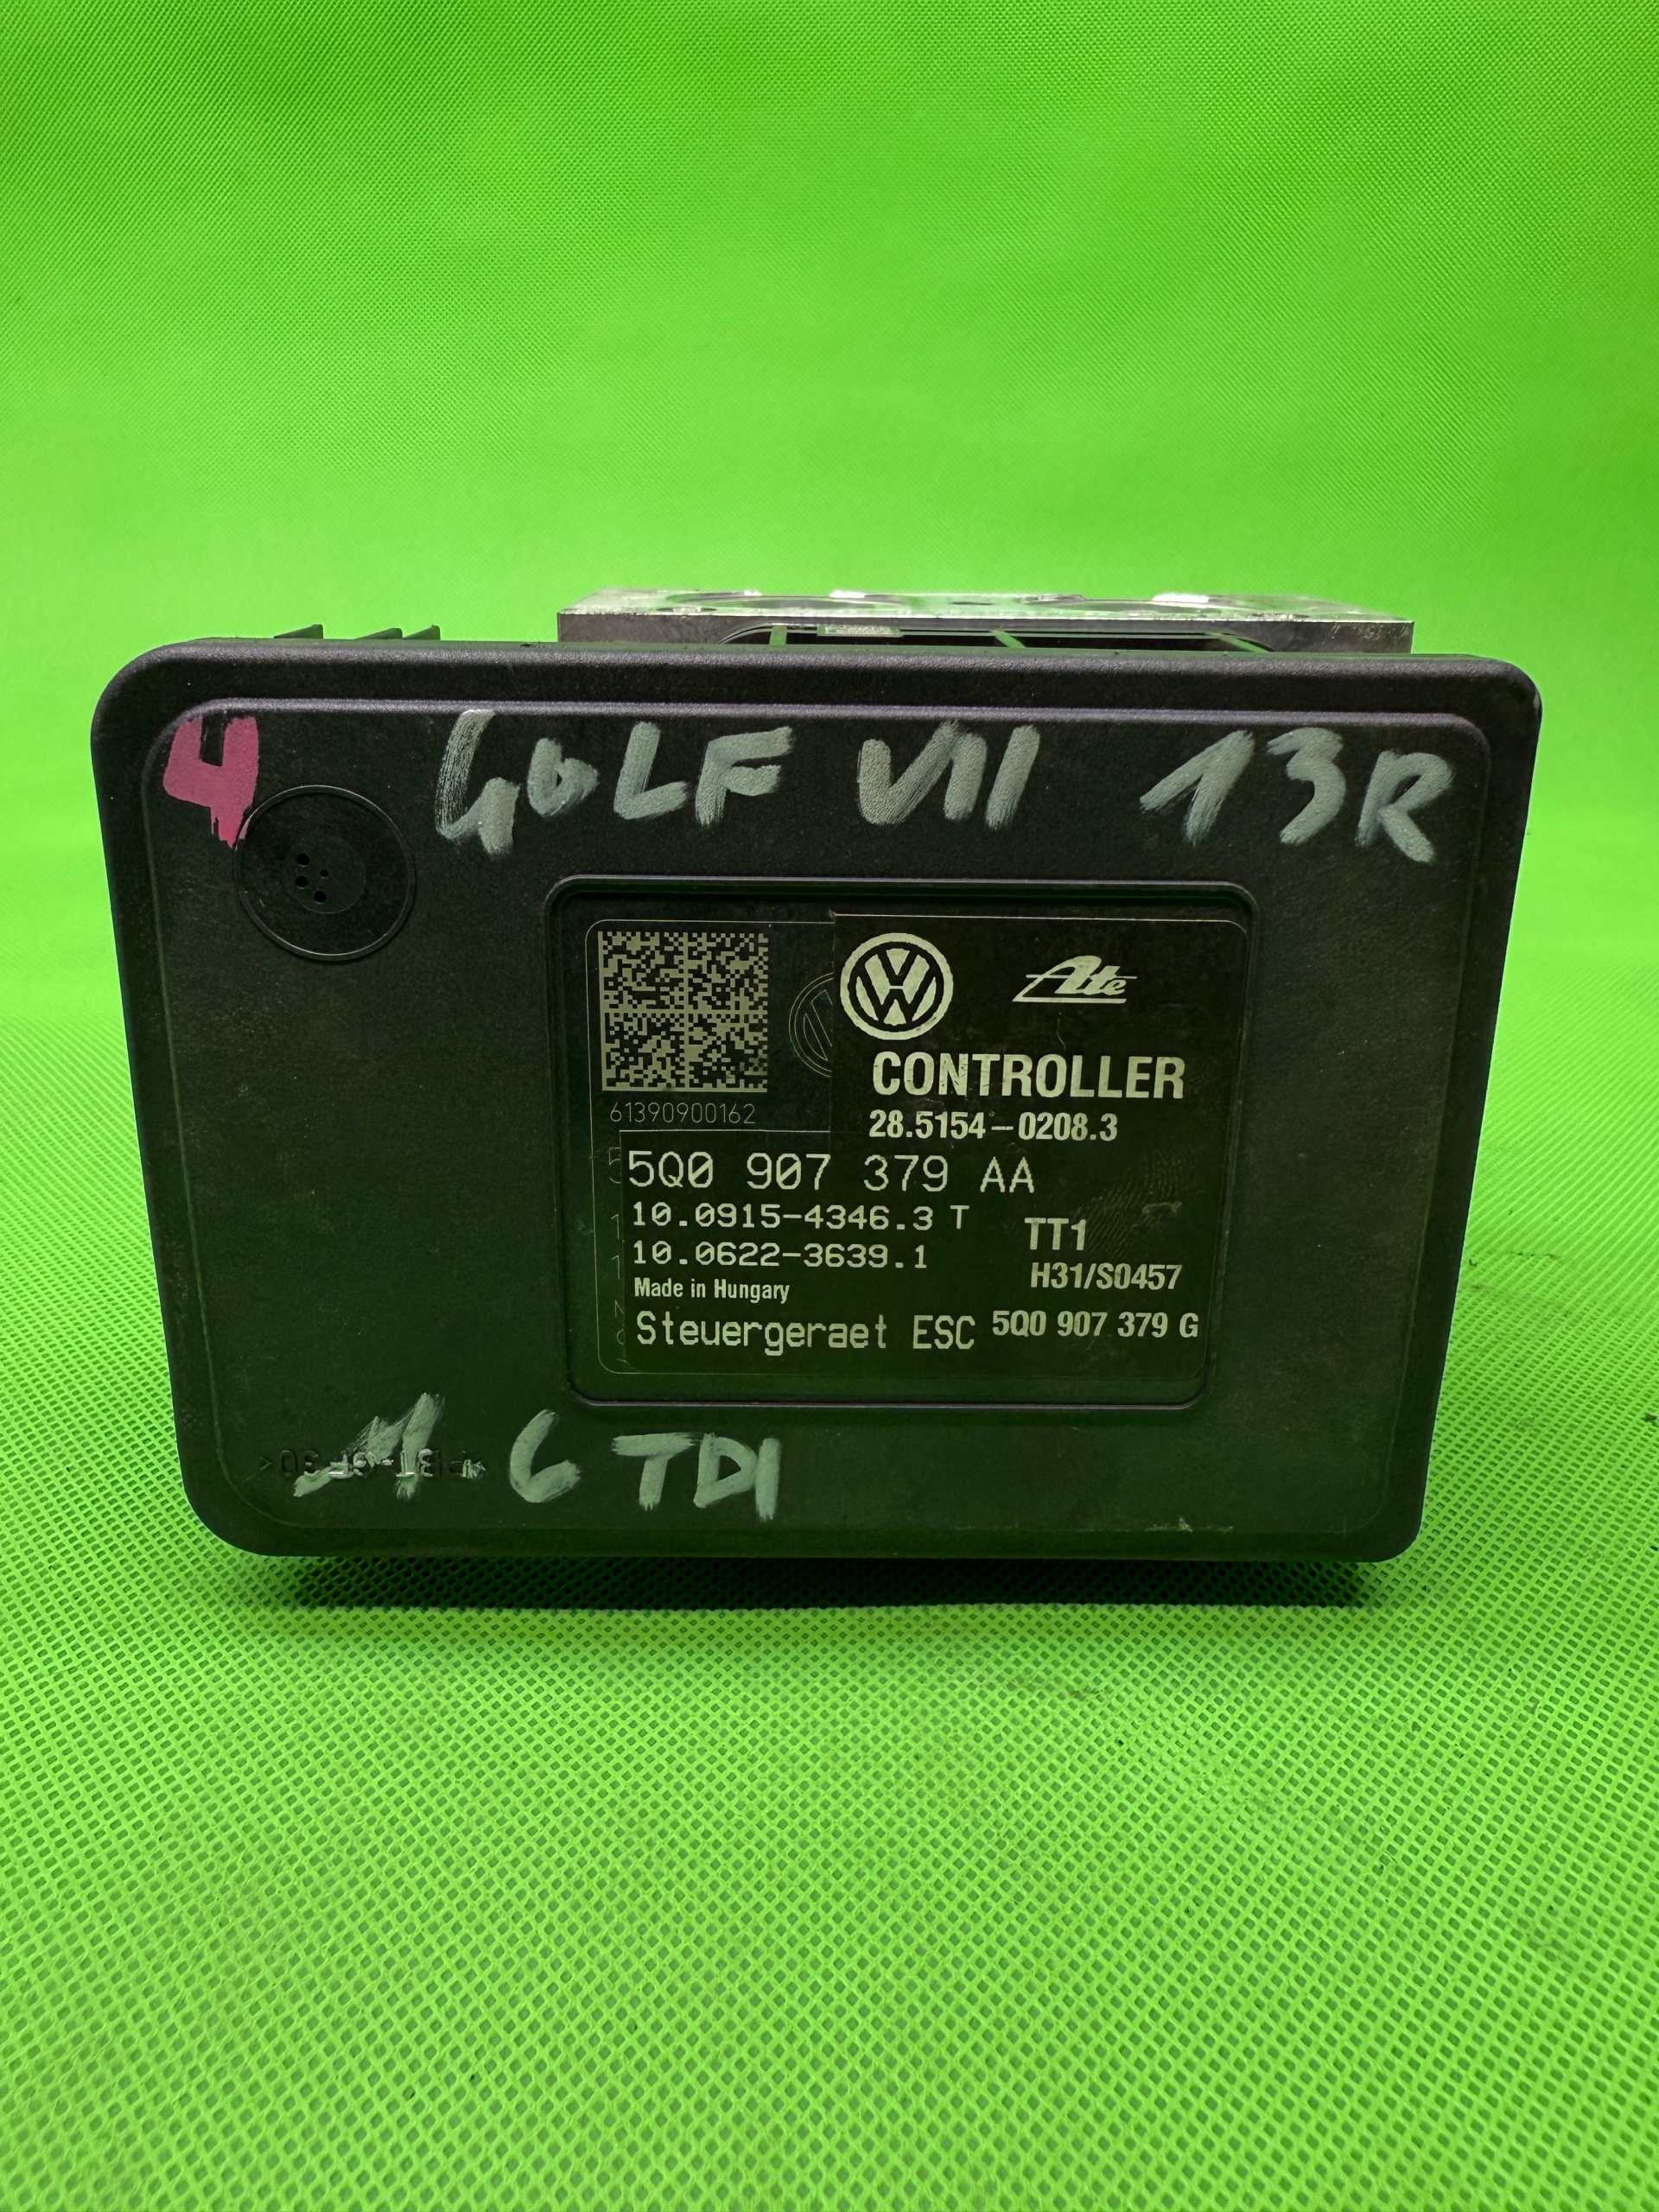 4 GOLF VII 13R
Ate
CONTROLLER
28.5154-0208.3
61390900162
5Q0 907 379 AA
10.0915-4346.3 T
TT1
10.0622-3639.1
H31/S0457
Made in Hungary
Steuergeraet ESC 5Q0 907 379 G
1 6 TDI